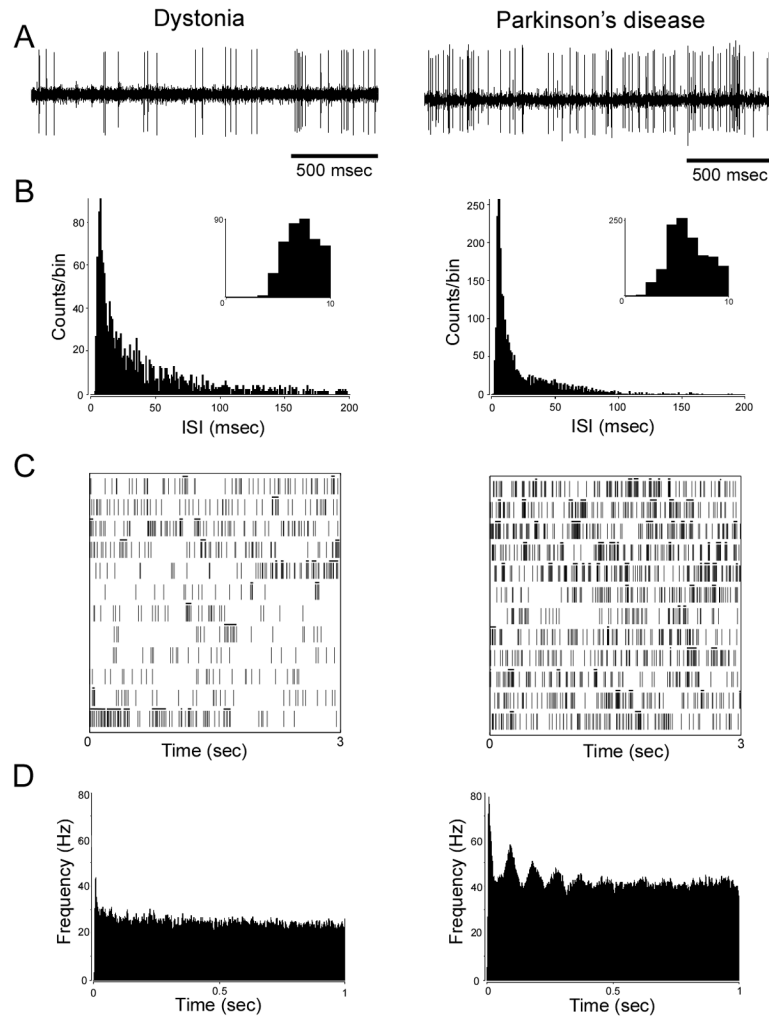 Dystonia
Parkinson's disease
A
500 msec
500 msec
B
Counts/bin
80
60
40
20
0
90
0
10
0
50
100
150
200
ISI (msec)
Counts/bin
250
200
150
100
50
0
250
0
10
0
50
100
150
200
ISI (msec)
C
0
3
Time (sec)
0
3
Time (sec)
D
Frequency (Hz)
80
60
40
20
0
0
0.5
1
Time (sec)
Frequency (Hz)
80
60
40
20
0
0
0.5
1
Time (sec)